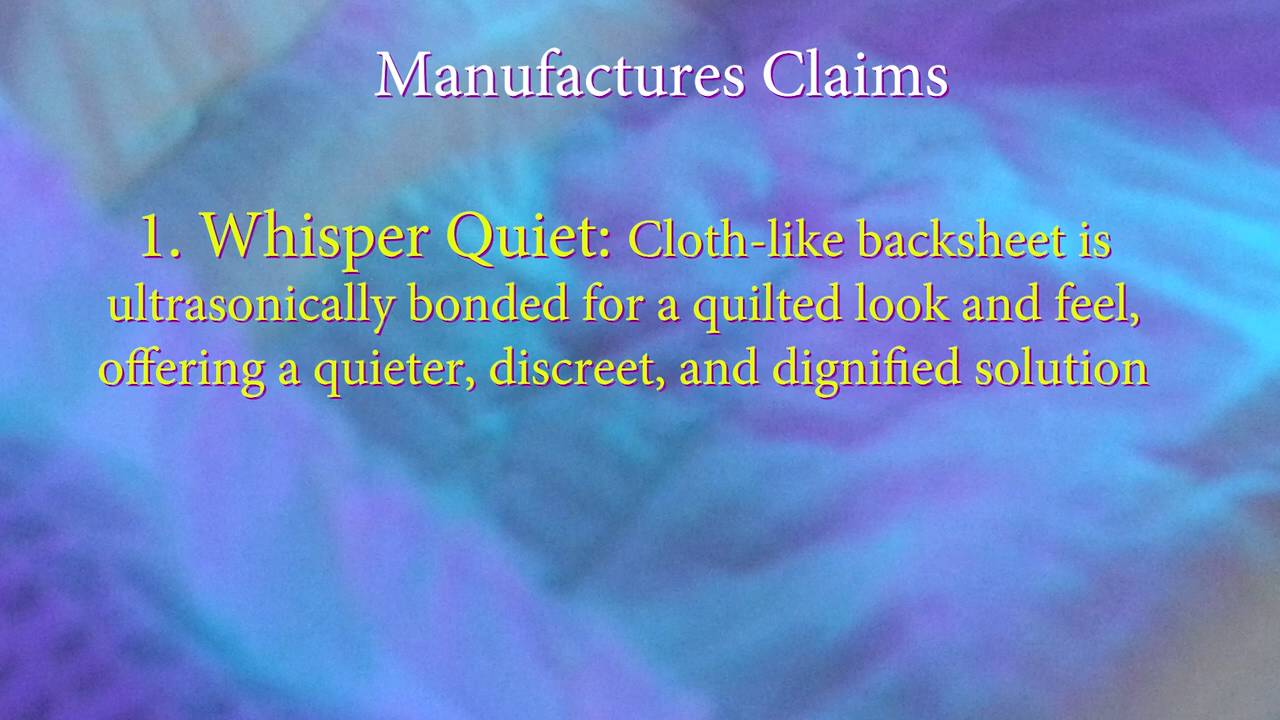 Manufactures Claims
1. Whisper Quiet: Cloth-like backsheet is
ultrasonically bonded for a quilted look and feel,
offering a quieter, discreet, and dignified solution